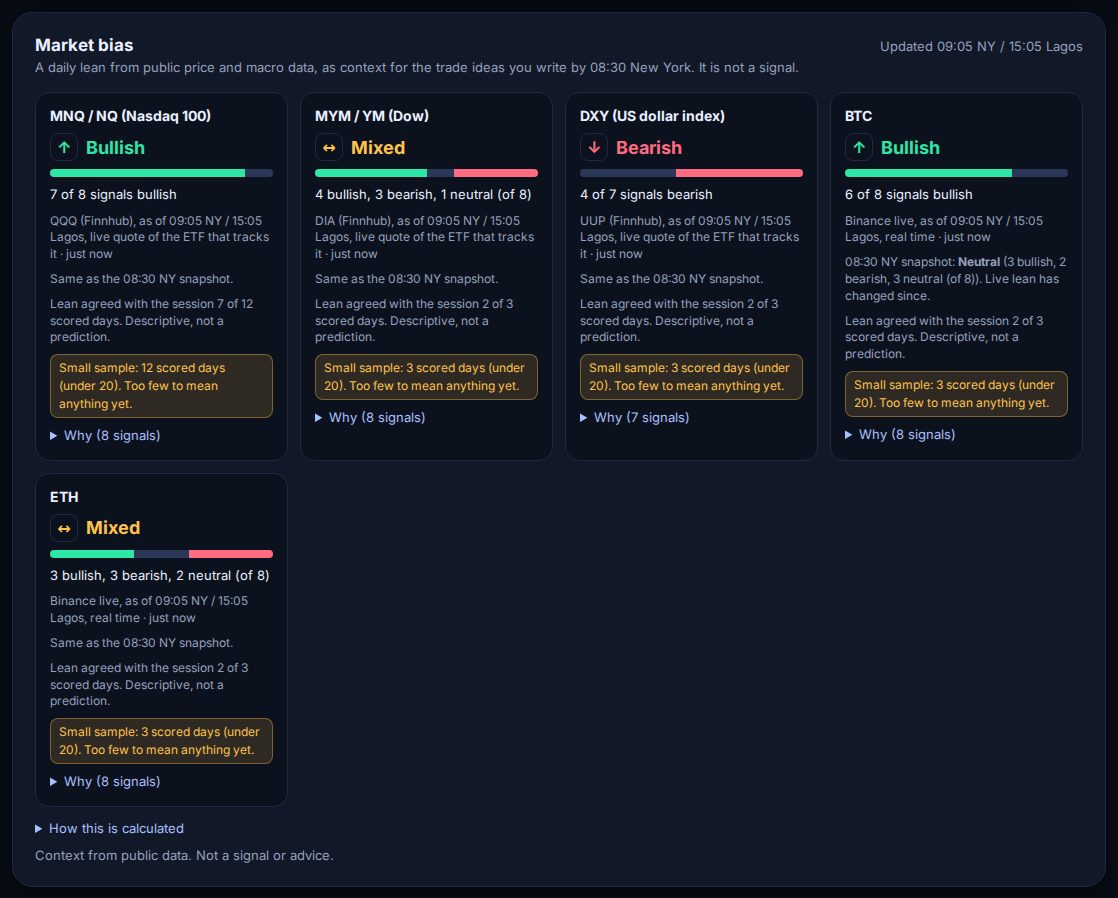 Market bias
Updated 09:05 NY / 15:05 Lagos
A daily lean from public price and macro data, as context for the trade ideas you write by 08:30 New York. It is not a signal.
MNQ / NQ (Nasdaq 100)
↑ Bullish
7 of 8 signals bullish
QQQ (Finnhub), as of 09:05 NY / 15:05
Lagos, live quote of the ETF that tracks
it · just now
Same as the 08:30 NY snapshot.
Lean agreed with the session 7 of 12
scored days. Descriptive, not a
prediction.
Small sample: 12 scored days
(under 20). Too few to mean
anything yet.
▶ Why (8 signals)
MYM / YM (Dow)
↔ Mixed
4 bullish, 3 bearish, 1 neutral (of 8)
DIA (Finnhub), as of 09:05 NY / 15:05
Lagos, live quote of the ETF that tracks
it · just now
Same as the 08:30 NY snapshot.
Lean agreed with the session 2 of 3
scored days. Descriptive, not a
prediction.
Small sample: 3 scored days (under
20). Too few to mean anything yet.
▶ Why (8 signals)
DXY (US dollar index)
↓ Bearish
4 of 7 signals bearish
UUP (Finnhub), as of 09:05 NY / 15:05
Lagos, live quote of the ETF that tracks
it · just now
Same as the 08:30 NY snapshot.
Lean agreed with the session 2 of 3
scored days. Descriptive, not a
prediction.
Small sample: 3 scored days (under
20). Too few to mean anything yet.
▶ Why (7 signals)
BTC
↑ Bullish
6 of 8 signals bullish
Binance live, as of 09:05 NY / 15:05
Lagos, real time · just now
08:30 NY snapshot: Neutral (3 bullish, 2
bearish, 3 neutral (of 8)). Live lean has
changed since.
Lean agreed with the session 2 of 3
scored days. Descriptive, not a
prediction.
Small sample: 3 scored days (under
20). Too few to mean anything yet.
▶ Why (8 signals)
ETH
↔ Mixed
3 bullish, 3 bearish, 2 neutral (of 8)
Binance live, as of 09:05 NY / 15:05
Lagos, real time · just now
Same as the 08:30 NY snapshot.
Lean agreed with the session 2 of 3
scored days. Descriptive, not a
prediction.
Small sample: 3 scored days (under
20). Too few to mean anything yet.
▶ Why (8 signals)
▶ How this is calculated
Context from public data. Not a signal or advice.